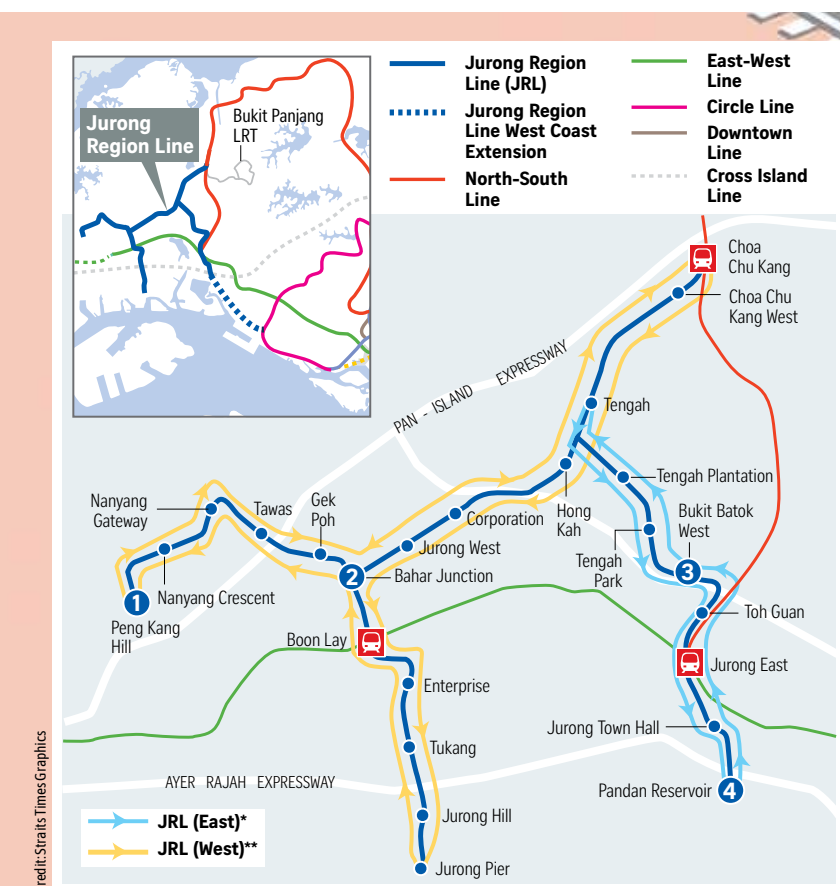 Jurong
Region Line
Bukit Panjang
LRT
Jurong Region
Line (JRL)
Jurong Region
Line West Coast
Extension
North-South
Line
East-West
Line
Circle Line
Downtown
Line
Cross Island
Line
Choa
Chu Kang
Choa Chu
Kang West
PAN - ISLAND EXPRESSWAY
Tengah
Tengah Plantation
Nanyang
Gateway
Tawas
Gek
Poh
Corporation
Hong
Kah
Bukit Batok
West
Jurong West
Tengah
Park
3
2
Bahar Junction
1
Nanyang Crescent
Peng Kang
Hill
Toh Guan
Boon Lay
Jurong East
Enterprise
Jurong Town Hall
Tukang
AYER RAJAH EXPRESSWAY
Pandan Reservoir
4
Jurong Hill
JRL (East)*
JRL (West)**
Jurong Pier
redit: Straits Times Graphics